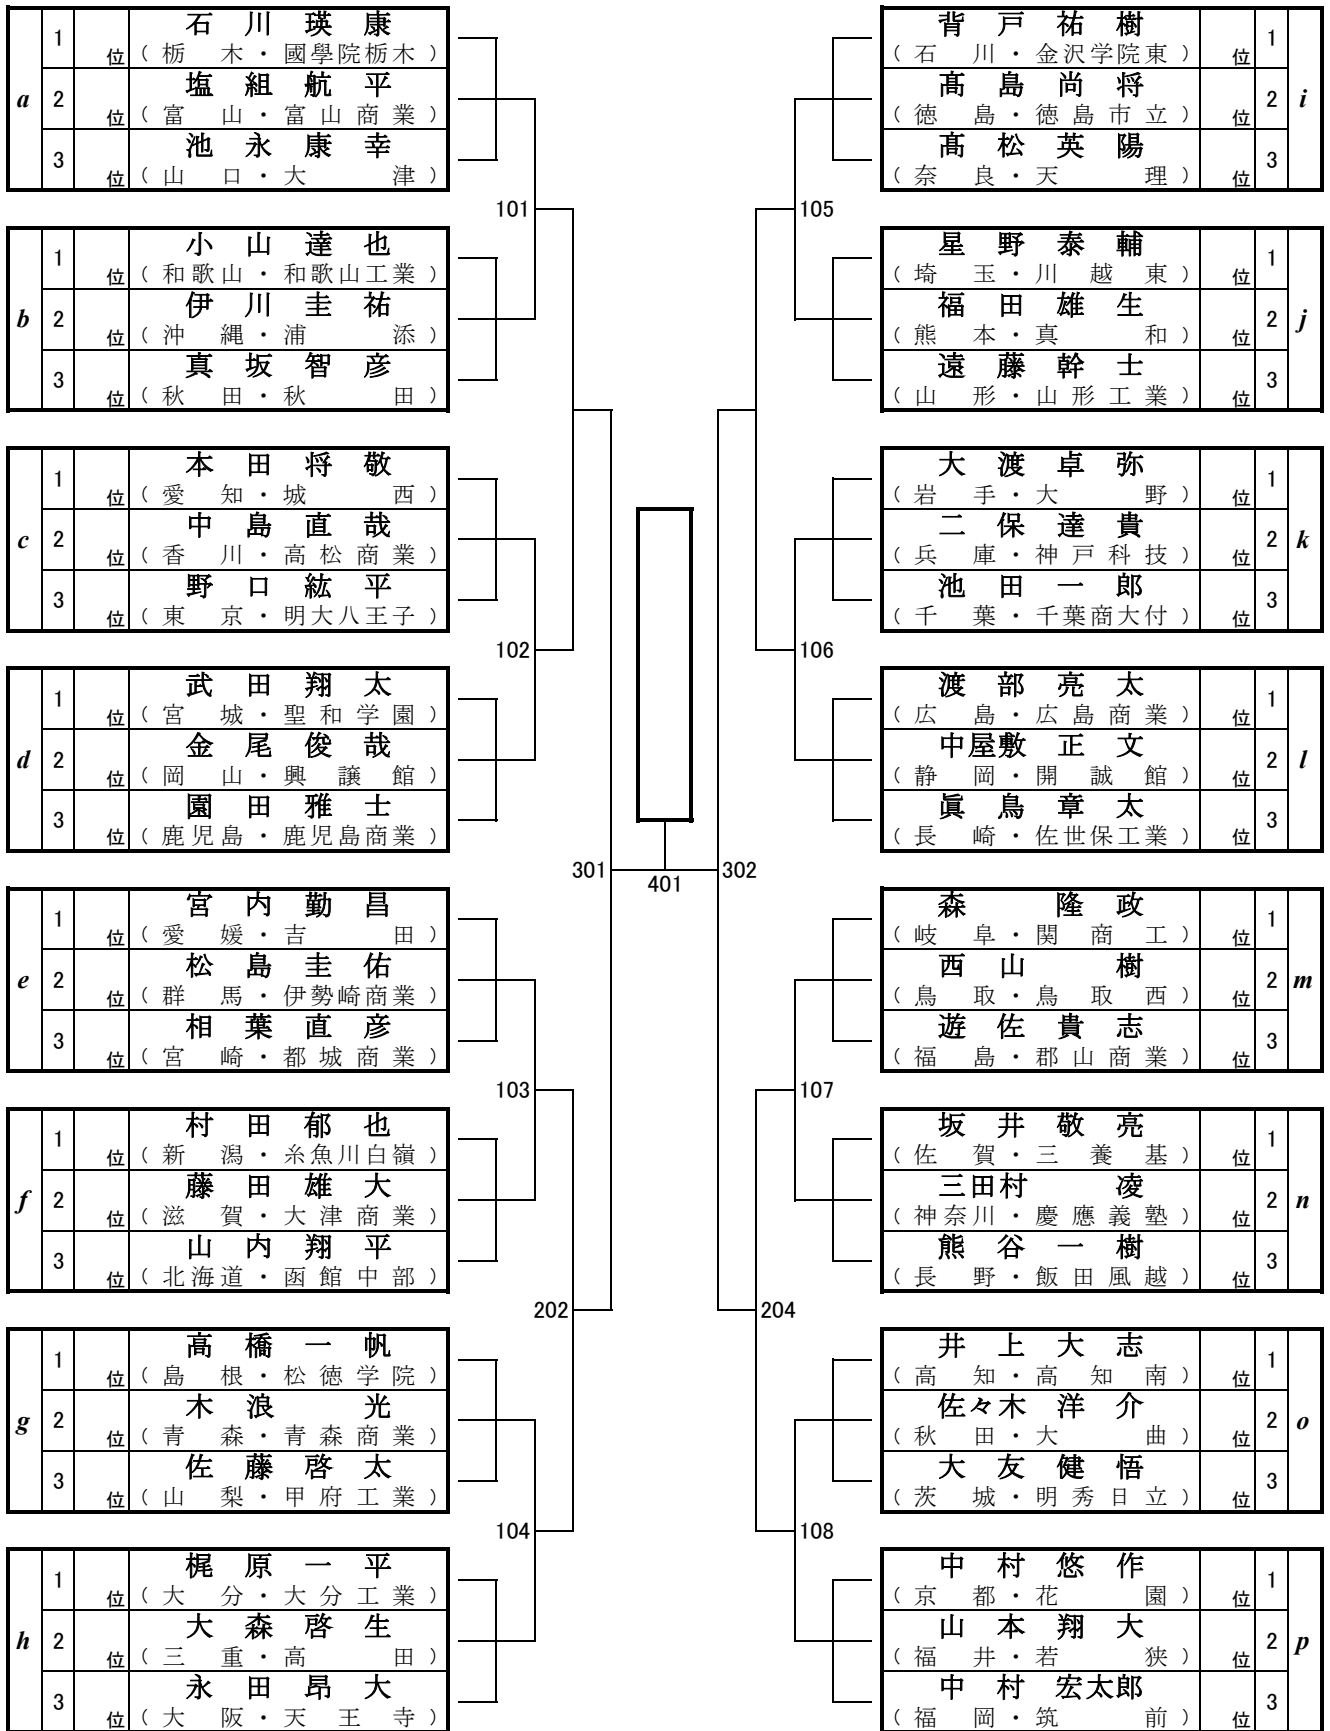 a
1 位 石川瑛康
（栃木・國學院栃木）
2 位 塩組航平
（富山・富山商業）
3 位 池永康幸
（山口・大津）
101
b
1 位 小山達也
（和歌山・和歌山工業）
2 位 伊川圭祐
（沖縄・浦添）
3 位 真坂智彦
（秋田・秋田）
c
1 位 本田将敬
（愛知・城西）
2 位 中島直哉
（香川・高松商業）
3 位 野口紘平
（東京・明大八王子）
102
d
1 位 武田翔太
（宮城・聖和学園）
2 位 金尾俊哉
（岡山・興譲館）
3 位 園田雅士
（鹿児島・鹿児島商業）
301
401
302
e
1 位 宮内勤昌
（愛媛・吉田）
2 位 松島圭佑
（群馬・伊勢崎商業）
3 位 相葉直彦
（宮崎・都城商業）
103
f
1 位 村田郁也
（新潟・糸魚川白嶺）
2 位 藤田雄大
（滋賀・大津商業）
3 位 山内翔平
（北海道・函館中部）
202
g
1 位 高橋一帆
（島根・松徳学院）
2 位 木浪光
（青森・青森商業）
3 位 佐藤啓太
（山梨・甲府工業）
104
h
1 位 梶原一平
（大分・大分工業）
2 位 大森啓生
（三重・高田）
3 位 永田昂大
（大阪・天王寺）
背戸祐樹 位 1
（石川・金沢学院東）
髙島尚将 位 2
（徳島・徳島市立）
髙松英陽 位 3
（奈良・天理）
i
105
星野泰輔 位 1
（埼玉・川越東）
福田雄生 位 2
（熊本・真和）
遠藤幹士 位 3
（山形・山形工業）
j
大渡卓弥 位 1
（岩手・大野）
二保達貴 位 2
（兵庫・神戸科技）
池田一郎 位 3
（千葉・千葉商大付）
k
106
渡部亮太 位 1
（広島・広島商業）
中屋敷正文 位 2
（静岡・開誠館）
眞鳥章太 位 3
（長崎・佐世保工業）
l
森隆政 位 1
（岐阜・関商工）
西山樹 位 2
（鳥取・鳥取西）
遊佐貴志 位 3
（福島・郡山商業）
m
107
坂井敬亮 位 1
（佐賀・三養基）
三田村凌 位 2
（神奈川・慶應義塾）
熊谷一樹 位 3
（長野・飯田風越）
n
204
井上大志 位 1
（高知・高知南）
佐々木洋介 位 2
（秋田・大曲）
大友健悟 位 3
（茨城・明秀日立）
o
108
中村悠作 位 1
（京都・花園）
山本翔大 位 2
（福井・若狭）
中村宏太郎 位 3
（福岡・筑前）
p